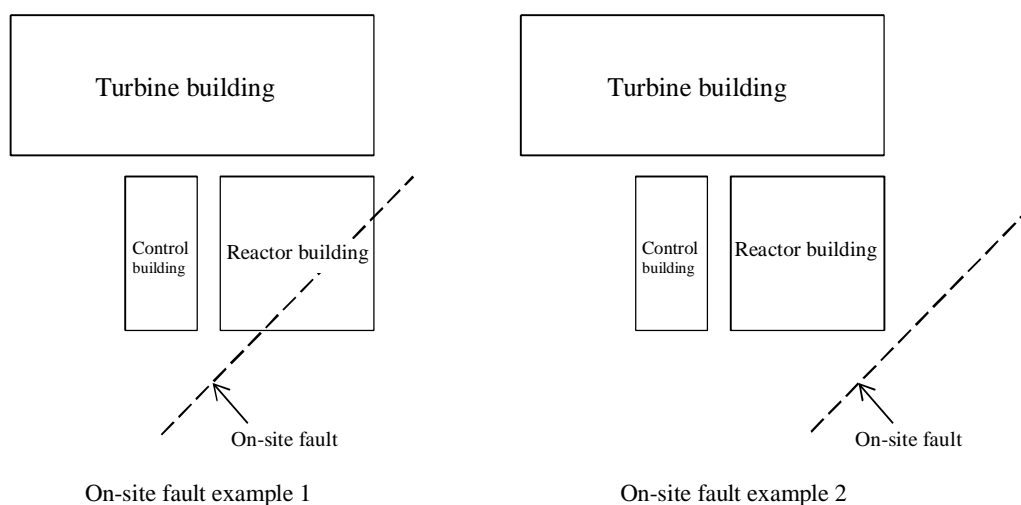 Turbine building
Control
building
Reactor building
On-site fault
On-site fault example 1
Turbine building
Control
building
Reactor building
On-site fault
On-site fault example 2